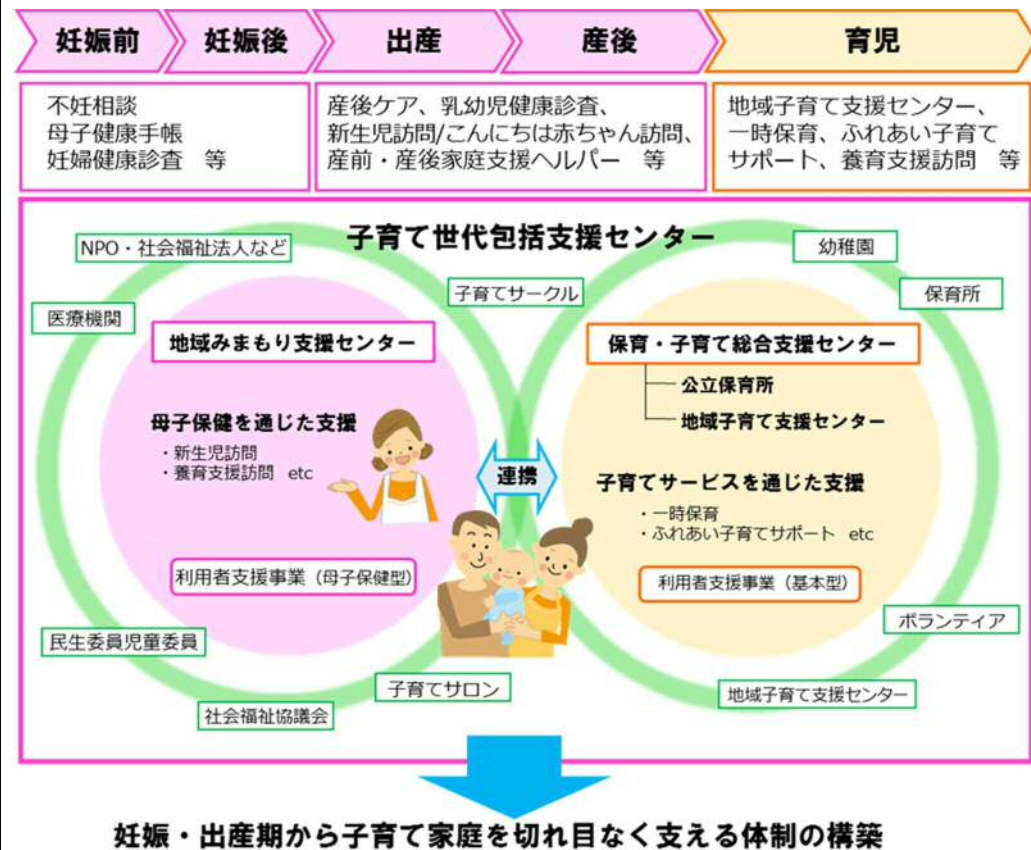 妊娠前
妊娠後
出産
産後
育児
不妊相談
母子健康手帳
妊婦健康診査　等
産後ケア、乳幼児健康診査、
新生児訪問/こんにちは赤ちゃん訪問、
産前・産後家庭支援ヘルパー　等
地域子育て支援センター、
一時保育、ふれあい子育て
サポート、養育支援訪問　等
子育て世代包括支援センター
NPO・社会福祉法人など
幼稚園
子育てサークル
保育所
医療機関
地域みまもり支援センター
保育・子育て総合支援センター
公立保育所
地域子育て支援センター
母子保健を通じた支援
・新生児訪問
・養育支援訪問 etc
連携
子育てサービスを通じた支援
・一時保育
・ふれあい子育てサポート etc
利用者支援事業（母子保健型）
利用者支援事業（基本型）
ボランティア
民生委員児童委員
子育てサロン
地域子育て支援センター
社会福祉協議会
妊娠・出産期から子育て家庭を切れ目なく支える体制の構築